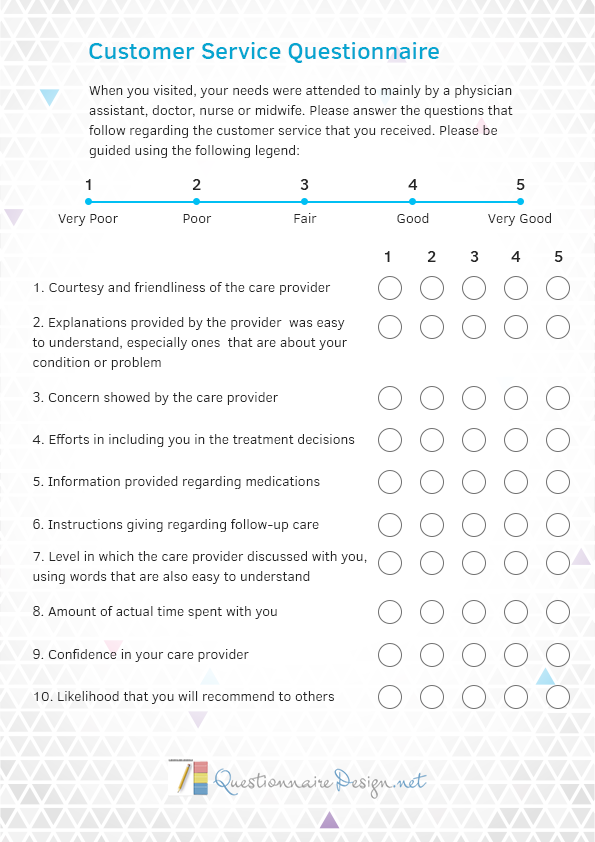 Customer Service Questionnaire
When you visited, your needs were attended to mainly by a physician
assistant, doctor, nurse or midwife. Please answer the questions that
follow regarding the customer service that you received. Please be
guided using the following legend:
1 2 3 4 5
Very Poor Poor Fair Good Very Good
1 2 3 4 5
1. Courtesy and friendliness of the care provider
2. Explanations provided by the provider was easy
to understand, especially ones that are about your
condition or problem
3. Concern showed by the care provider
4. Efforts in including you in the treatment decisions
5. Information provided regarding medications
6. Instructions giving regarding follow-up care
7. Level in which the care provider discussed with you,
using words that are also easy to understand
8. Amount of actual time spent with you
9. Confidence in your care provider
10. Likelihood that you will recommend to others
QuestionnaireDesign.net